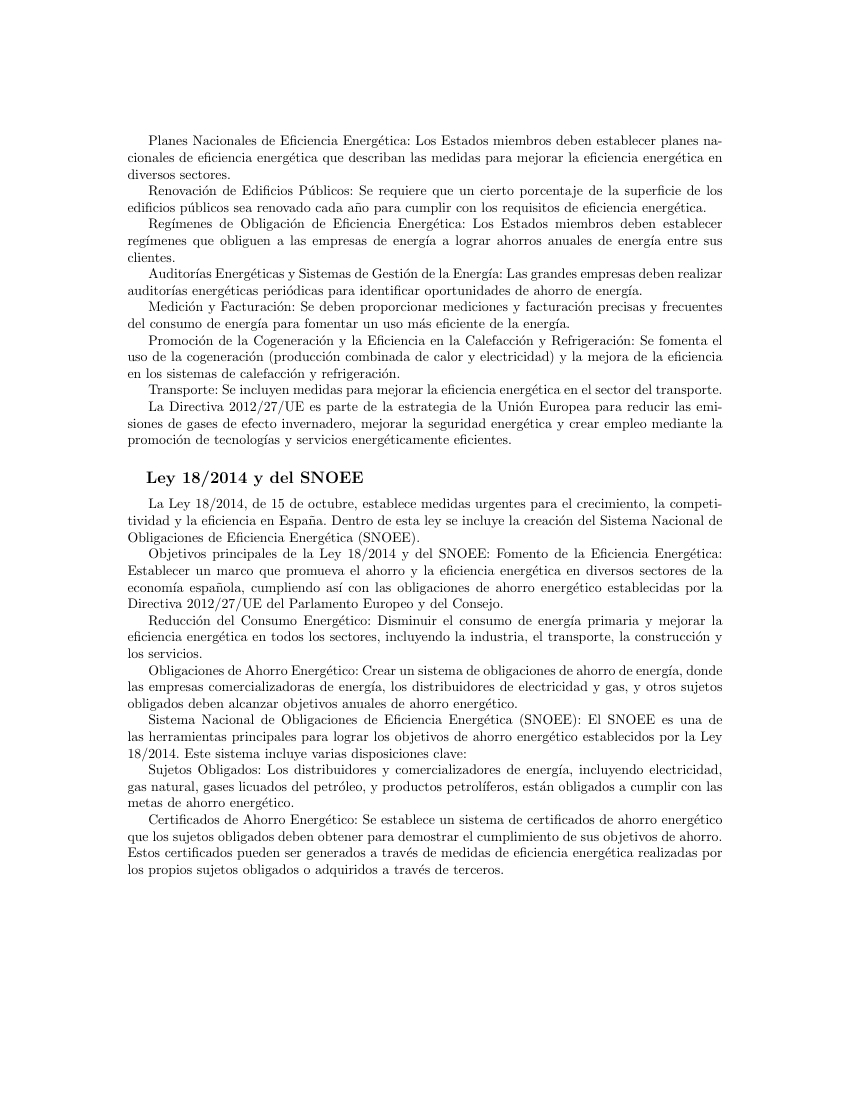 Planes Nacionales de Eficiencia Energética: Los Estados miembros deben establecer planes na-
cionales de eficiencia energética que describan las medidas para mejorar la eficiencia energética en
diversos sectores.
Renovación de Edificios Públicos: Se requiere que un cierto porcentaje de la superficie de los
edificios públicos sea renovado cada año para cumplir con los requisitos de eficiencia energética.
Regímenes de Obligación de Eficiencia Energética: Los Estados miembros deben establecer
regímenes que obliguen a las empresas de energía a lograr ahorros anuales de energía entre sus
clientes.
Auditorías Energéticas y Sistemas de Gestión de la Energía: Las grandes empresas deben realizar
auditorías energéticas periódicas para identificar oportunidades de ahorro de energía.
Medición y Facturación: Se deben proporcionar mediciones y facturación precisas y frecuentes
del consumo de energía para fomentar un uso más eficiente de la energía.
Promoción de la Cogeneración y la Eficiencia en la Calefacción y Refrigeración: Se fomenta el
uso de la cogeneración (producción combinada de calor y electricidad) y la mejora de la eficiencia
en los sistemas de calefacción y refrigeración.
Transporte: Se incluyen medidas para mejorar la eficiencia energética en el sector del transporte.
La Directiva 2012/27/UE es parte de la estrategia de la Unión Europea para reducir las emi-
siones de gases de efecto invernadero, mejorar la seguridad energética y crear empleo mediante la
promoción de tecnologías y servicios energéticamente eficientes.
Ley 18/2014 y del SNOEE
La Ley 18/2014, de 15 de octubre, establece medidas urgentes para el crecimiento, la competi-
tividad y la eficiencia en España. Dentro de esta ley se incluye la creación del Sistema Nacional de
Obligaciones de Eficiencia Energética (SNOEE).
Objetivos principales de la Ley 18/2014 y del SNOEE: Fomento de la Eficiencia Energética:
Establecer un marco que promueva el ahorro y la eficiencia energética en diversos sectores de la
economía española, cumpliendo así con las obligaciones de ahorro energético establecidas por la
Directiva 2012/27/UE del Parlamento Europeo y del Consejo.
Reducción del Consumo Energético: Disminuir el consumo de energía primaria y mejorar la
eficiencia energética en todos los sectores, incluyendo la industria, el transporte, la construcción y
los servicios.
Obligaciones de Ahorro Energético: Crear un sistema de obligaciones de ahorro de energía, donde
las empresas comercializadoras de energía, los distribuidores de electricidad y gas, y otros sujetos
obligados deben alcanzar objetivos anuales de ahorro energético.
Sistema Nacional de Obligaciones de Eficiencia Energética (SNOEE): El SNOEE es una de
las herramientas principales para lograr los objetivos de ahorro energético establecidos por la Ley
18/2014. Este sistema incluye varias disposiciones clave:
Sujetos Obligados: Los distribuidores y comercializadores de energía, incluyendo electricidad,
gas natural, gases licuados del petróleo, y productos petrolíferos, están obligados a cumplir con las
metas de ahorro energético.
Certificados de Ahorro Energético: Se establece un sistema de certificados de ahorro energético
que los sujetos obligados deben obtener para demostrar el cumplimiento de sus objetivos de ahorro.
Estos certificados pueden ser generados a través de medidas de eficiencia energética realizadas por
los propios sujetos obligados o adquiridos a través de terceros.